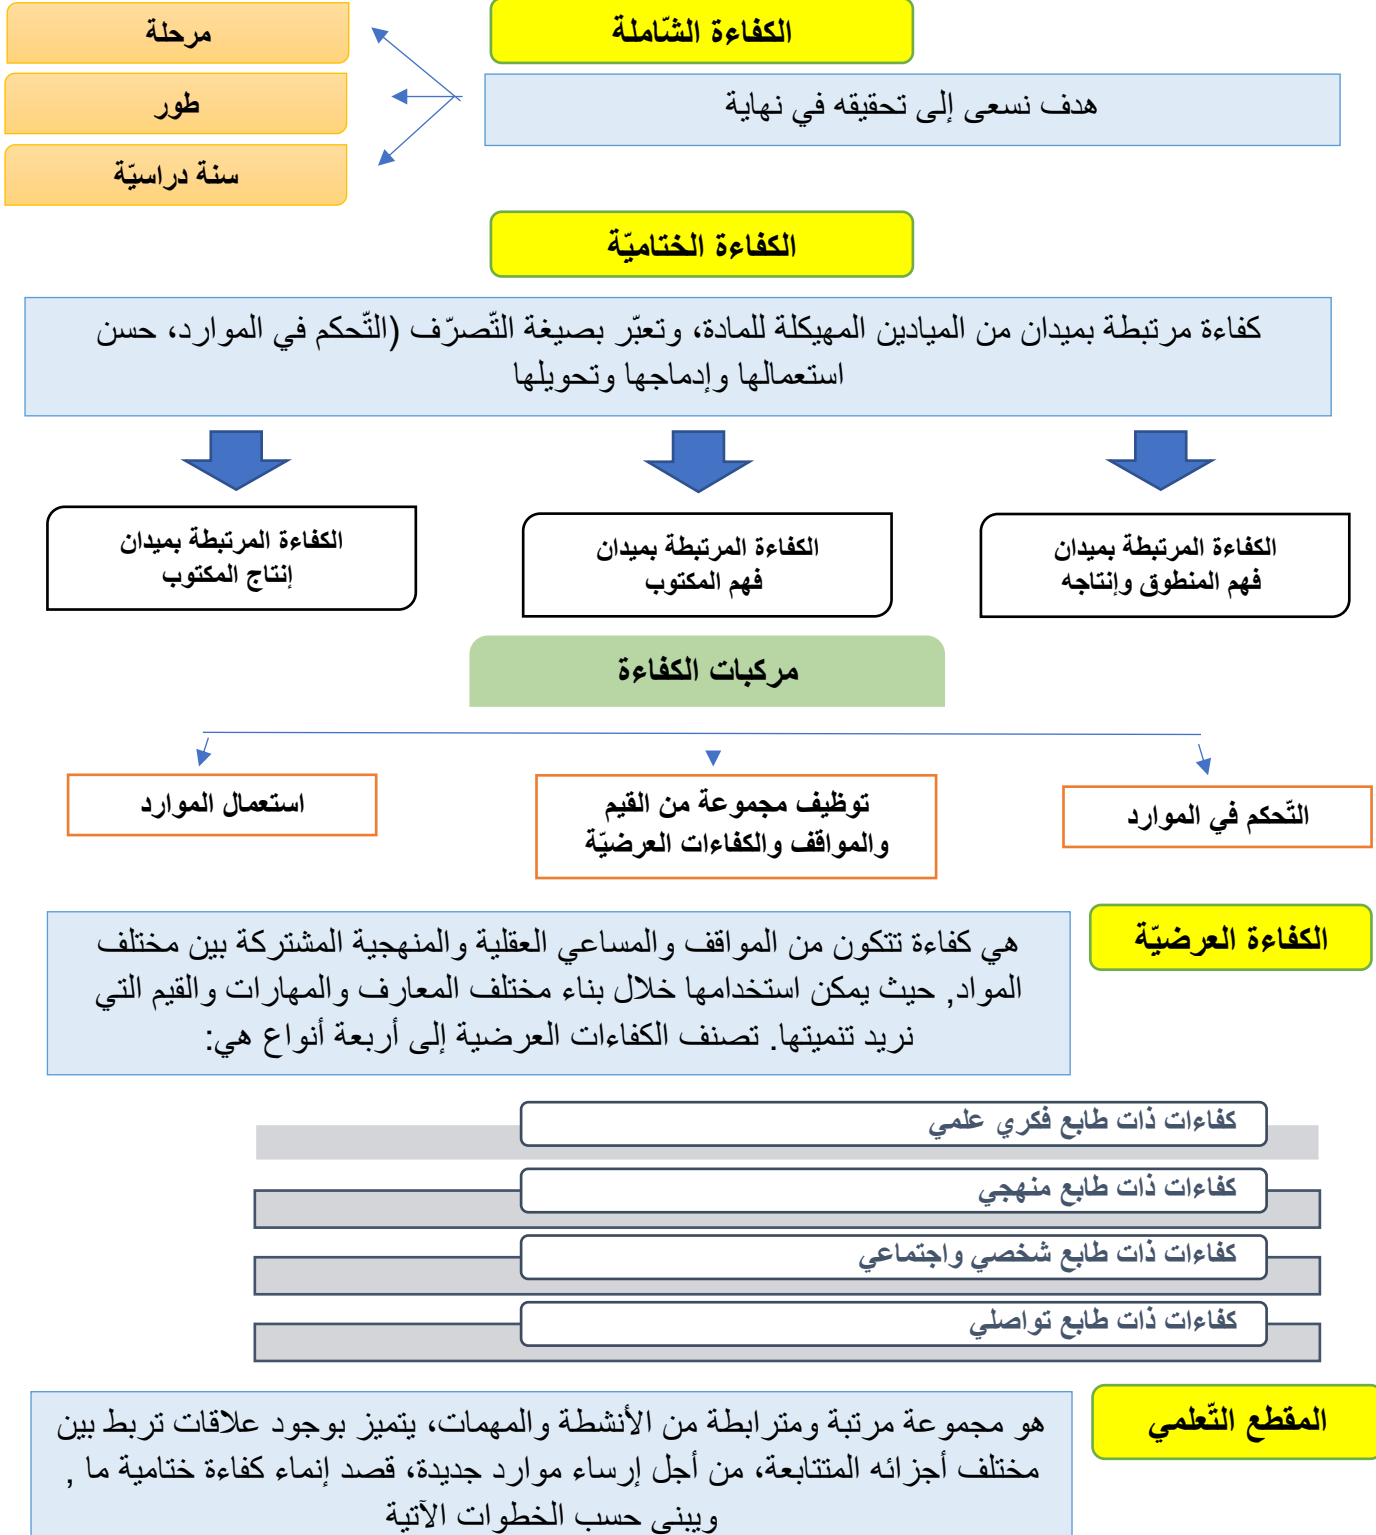 الكفاءة الشّاملة
هدف نسعى إلى تحقيقه في نهاية
مرحلة
طور
سنة دراسيّة
الكفاءة الختاميّة
كفاءة مرتبطة بميدان من الميادين المهيكلة للمادة، وتعبّر بصيغة التّصرّف (التّحكم في الموارد، حسن
استعمالها وإدماجها وتحويلها
الكفاءة المرتبطة بميدان
فهم المنطوق وإنتاجه
الكفاءة المرتبطة بميدان
فهم المكتوب
الكفاءة المرتبطة بميدان
إنتاج المكتوب
مركبات الكفاءة
التّحكم في الموارد
توظيف مجموعة من القيم
والمواقف والكفاءات العرضيّة
استعمال الموارد
الكفاءة العرضيّة
هي كفاءة تتكون من المواقف والمساعي العقلية والمنهجية المشتركة بين مختلف
المواد, حيث يمكن استخدامها خلال بناء مختلف المعارف والمهارات والقيم التي
نريد تنميتها. تصنف الكفاءات العرضية إلى أربعة أنواع هي:
كفاءات ذات طابع فكري علمي
كفاءات ذات طابع منهجي
كفاءات ذات طابع شخصي واجتماعي
كفاءات ذات طابع تواصلي
المقطع التّعلمي
هو مجموعة مرتبة ومترابطة من الأنشطة والمهمات، يتميز بوجود علاقات تربط بين
مختلف أجزائه المتتابعة، من أجل إرساء موارد جديدة، قصد إنماء كفاءة ختامية ما ,
ويبنى حسب الخطوات الآتية